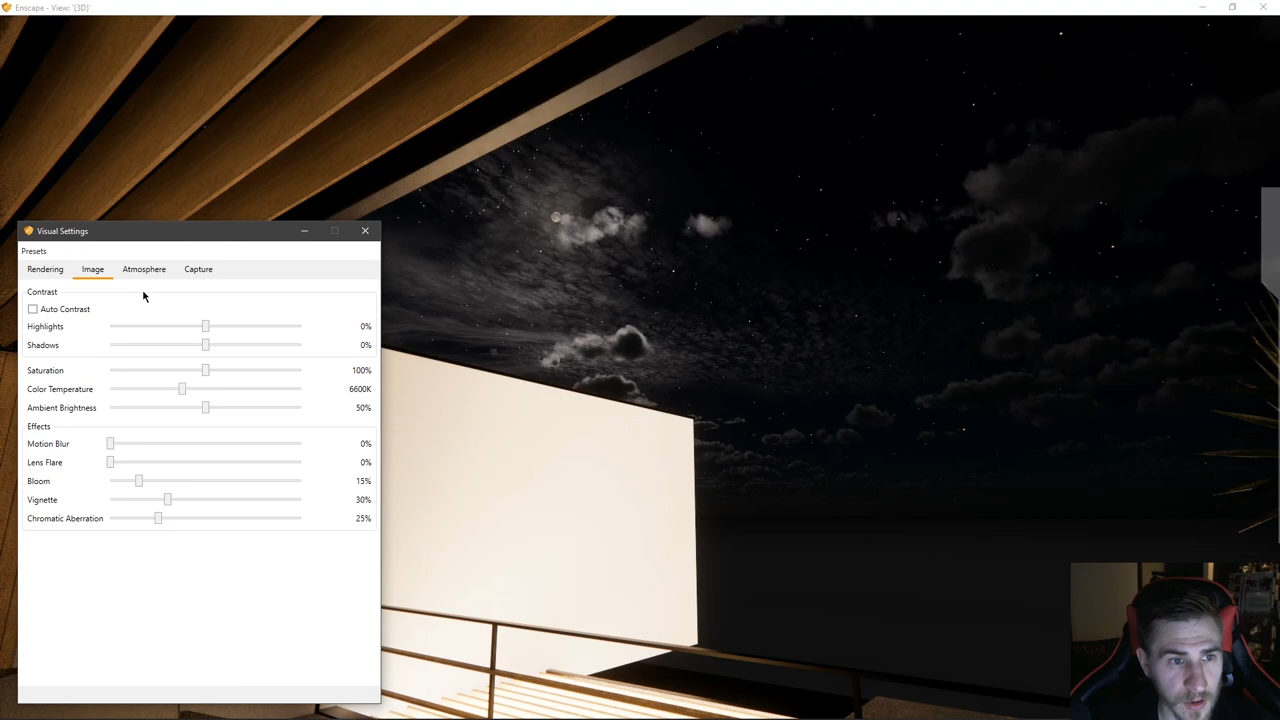 Enscape - View: '{3D}'
Visual Settings
Presets
Rendering Image Atmosphere Capture
Contrast
Auto Contrast
Highlights 0%
Shadows 0%
Saturation 100%
Color Temperature 6600K
Ambient Brightness 50%
Effects
Motion Blur 0%
Lens Flare 0%
Bloom 15%
Vignette 30%
Chromatic Aberration 25%